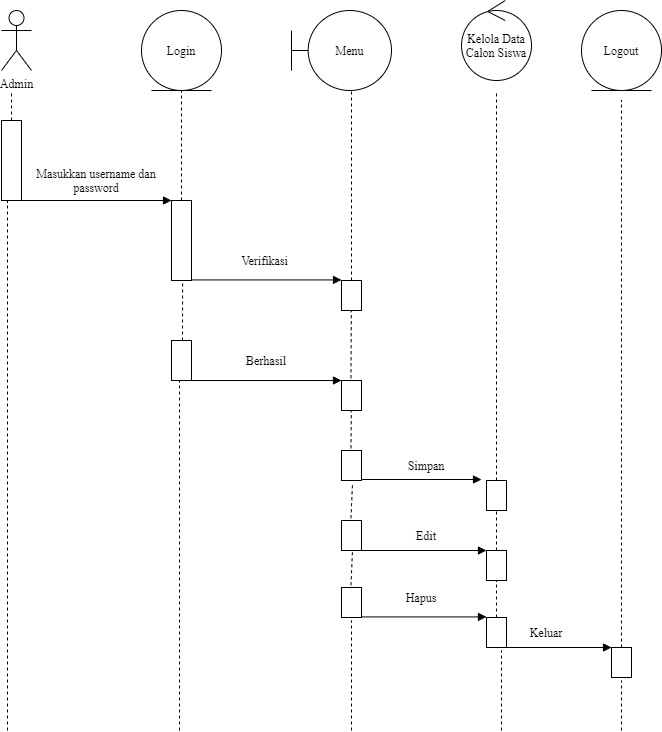 Admin
Login
Menu
Kelola Data
Calon Siswa
Logout
Masukkan username dan
password
Verifikasi
Berhasil
Simpan
Edit
Hapus
Keluar